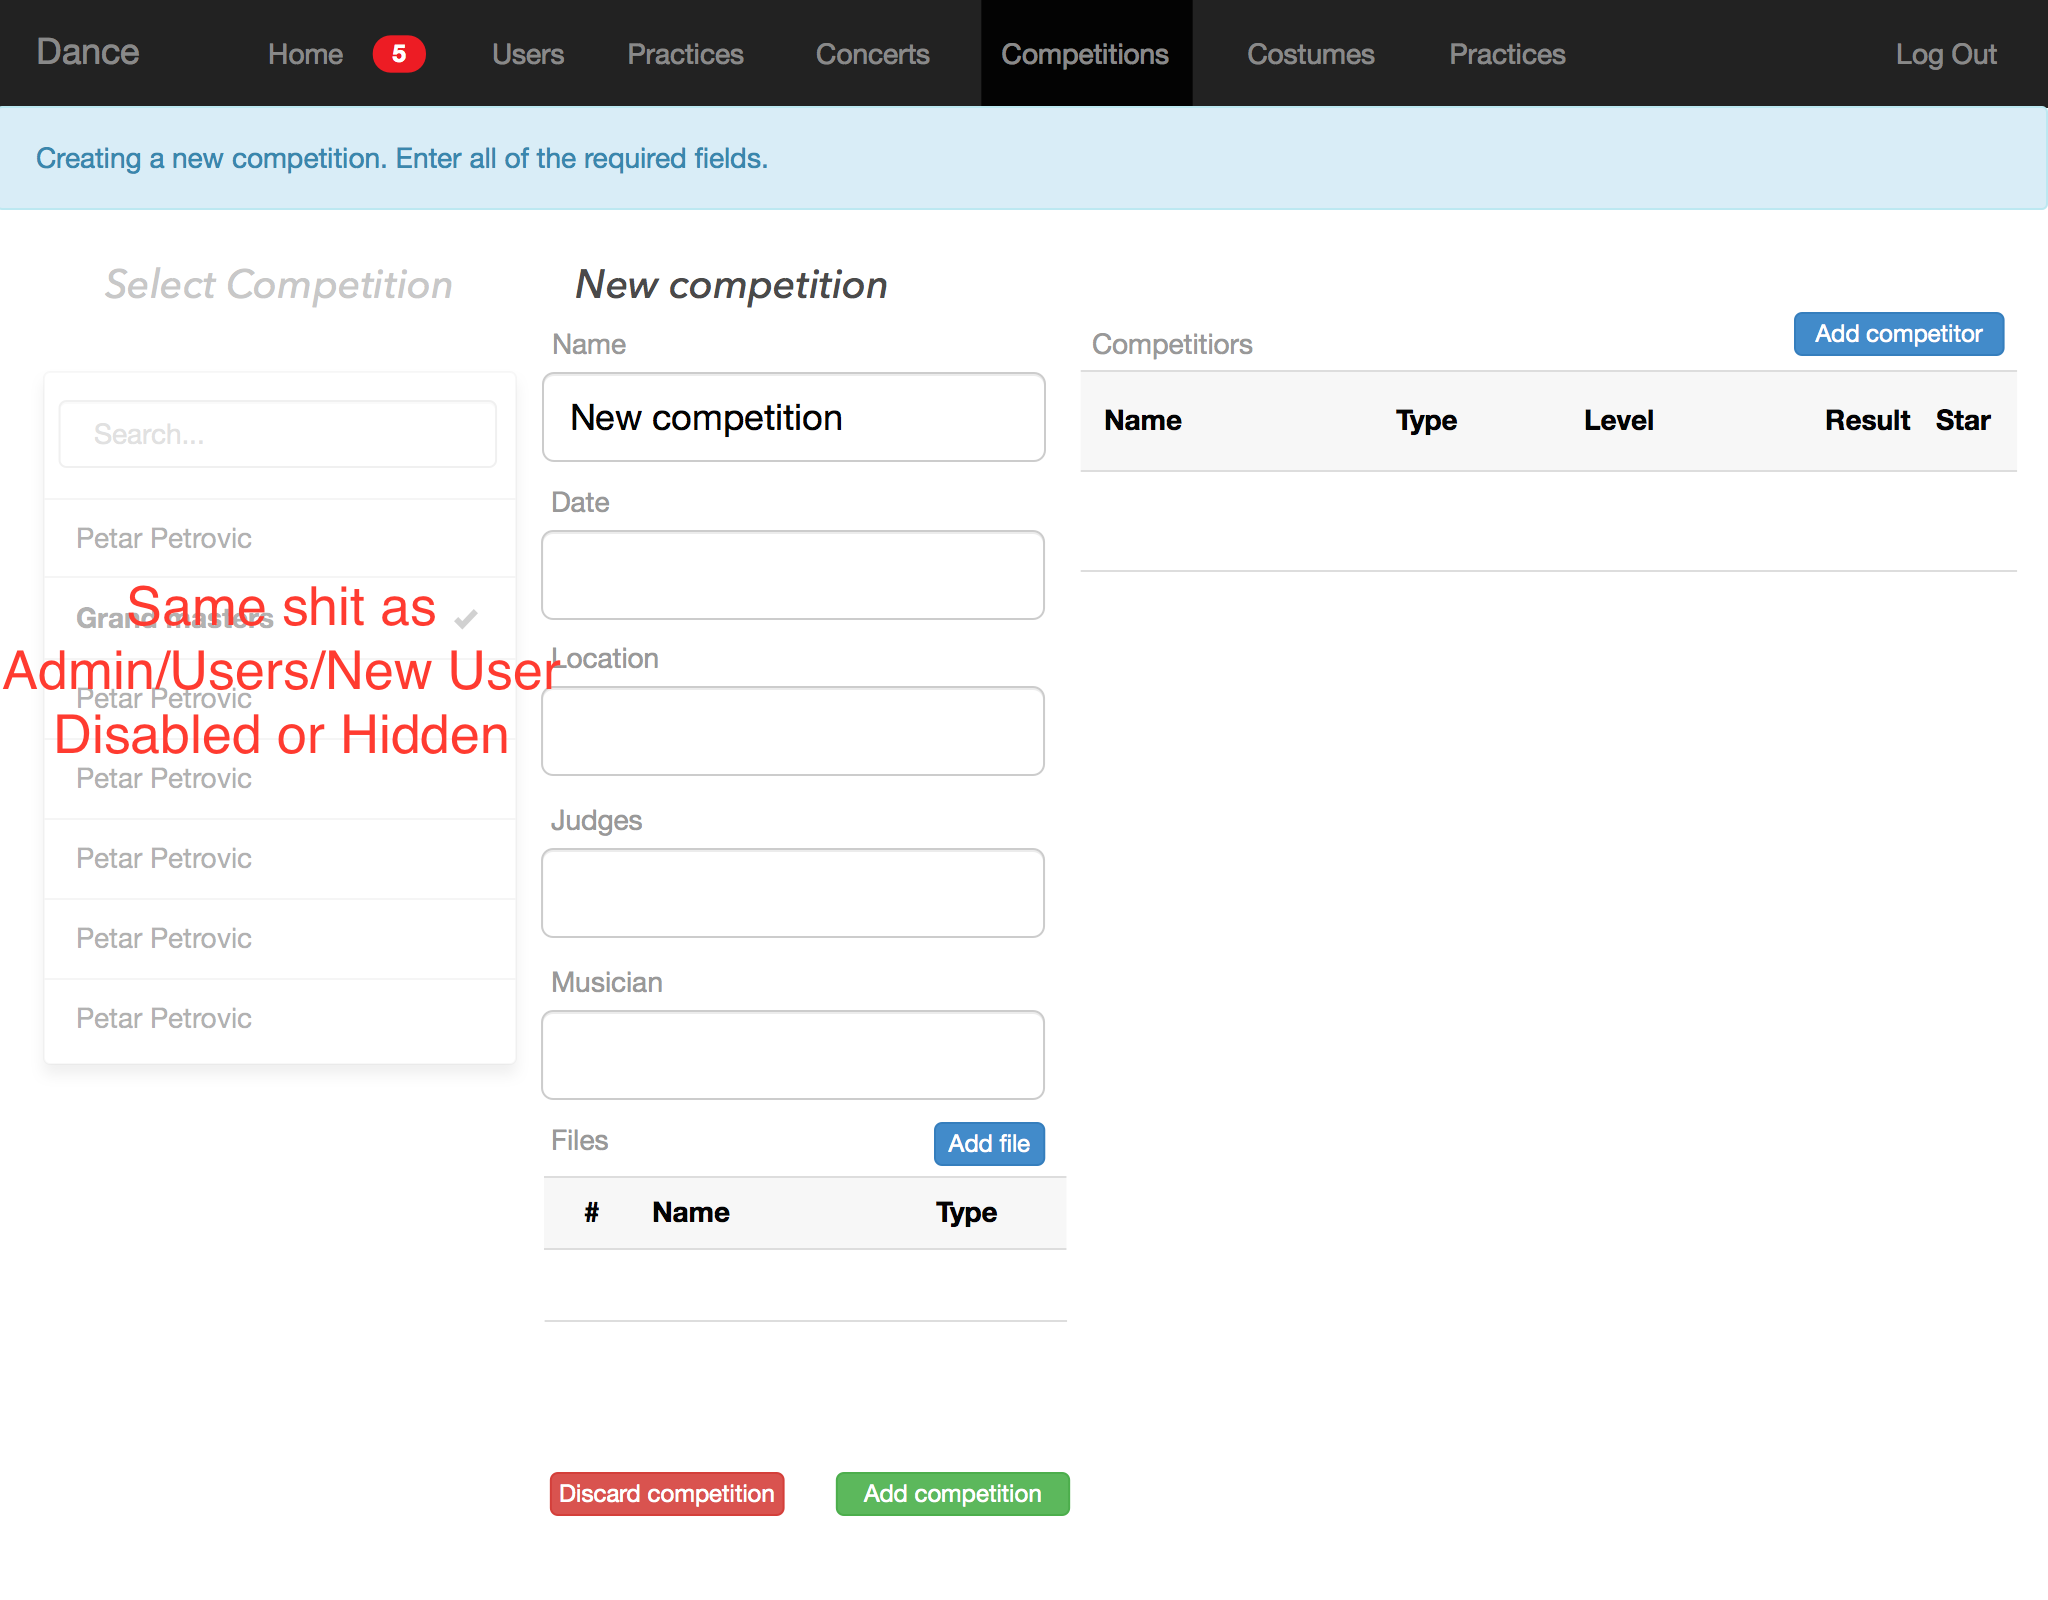 Dance Home 5 Users Practices Concerts Competitions Costumes Practices Log Out
Creating a new competition. Enter all of the required fields.
Select Competition
Search...
Petar Petrovic
Grand masters
Petar Petrovic
Petar Petrovic
Petar Petrovic
Petar Petrovic
Petar Petrovic
Same shit as
Admin/Users/New User
Disabled or Hidden
New competition
Name
New competition
Date
Location
Judges
Musician
Files Add file
# Name Type
Discard competition Add competition
Competitiors Add competitor
Name Type Level Result Star